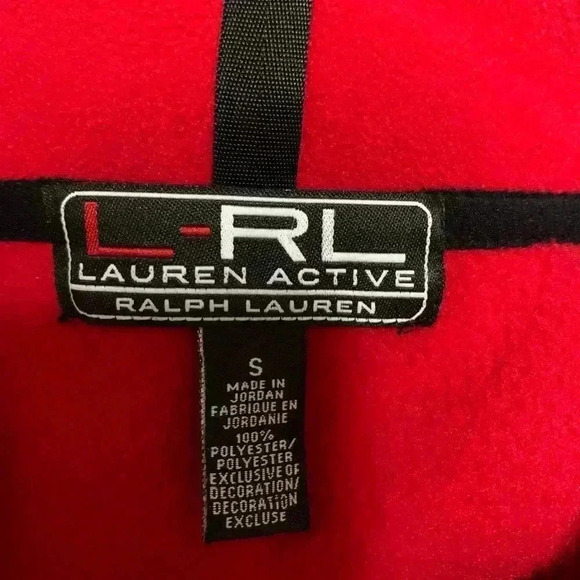 L-RL
LAUREN ACTIVE
RALPH LAUREN
S
MADE IN
JORDAN
FABRIQUE EN
JORDANIE
100%
POLYESTER/
POLYESTER
EXCLUSIVE OF
DECORATION/
DECORATION
EXCLUSE